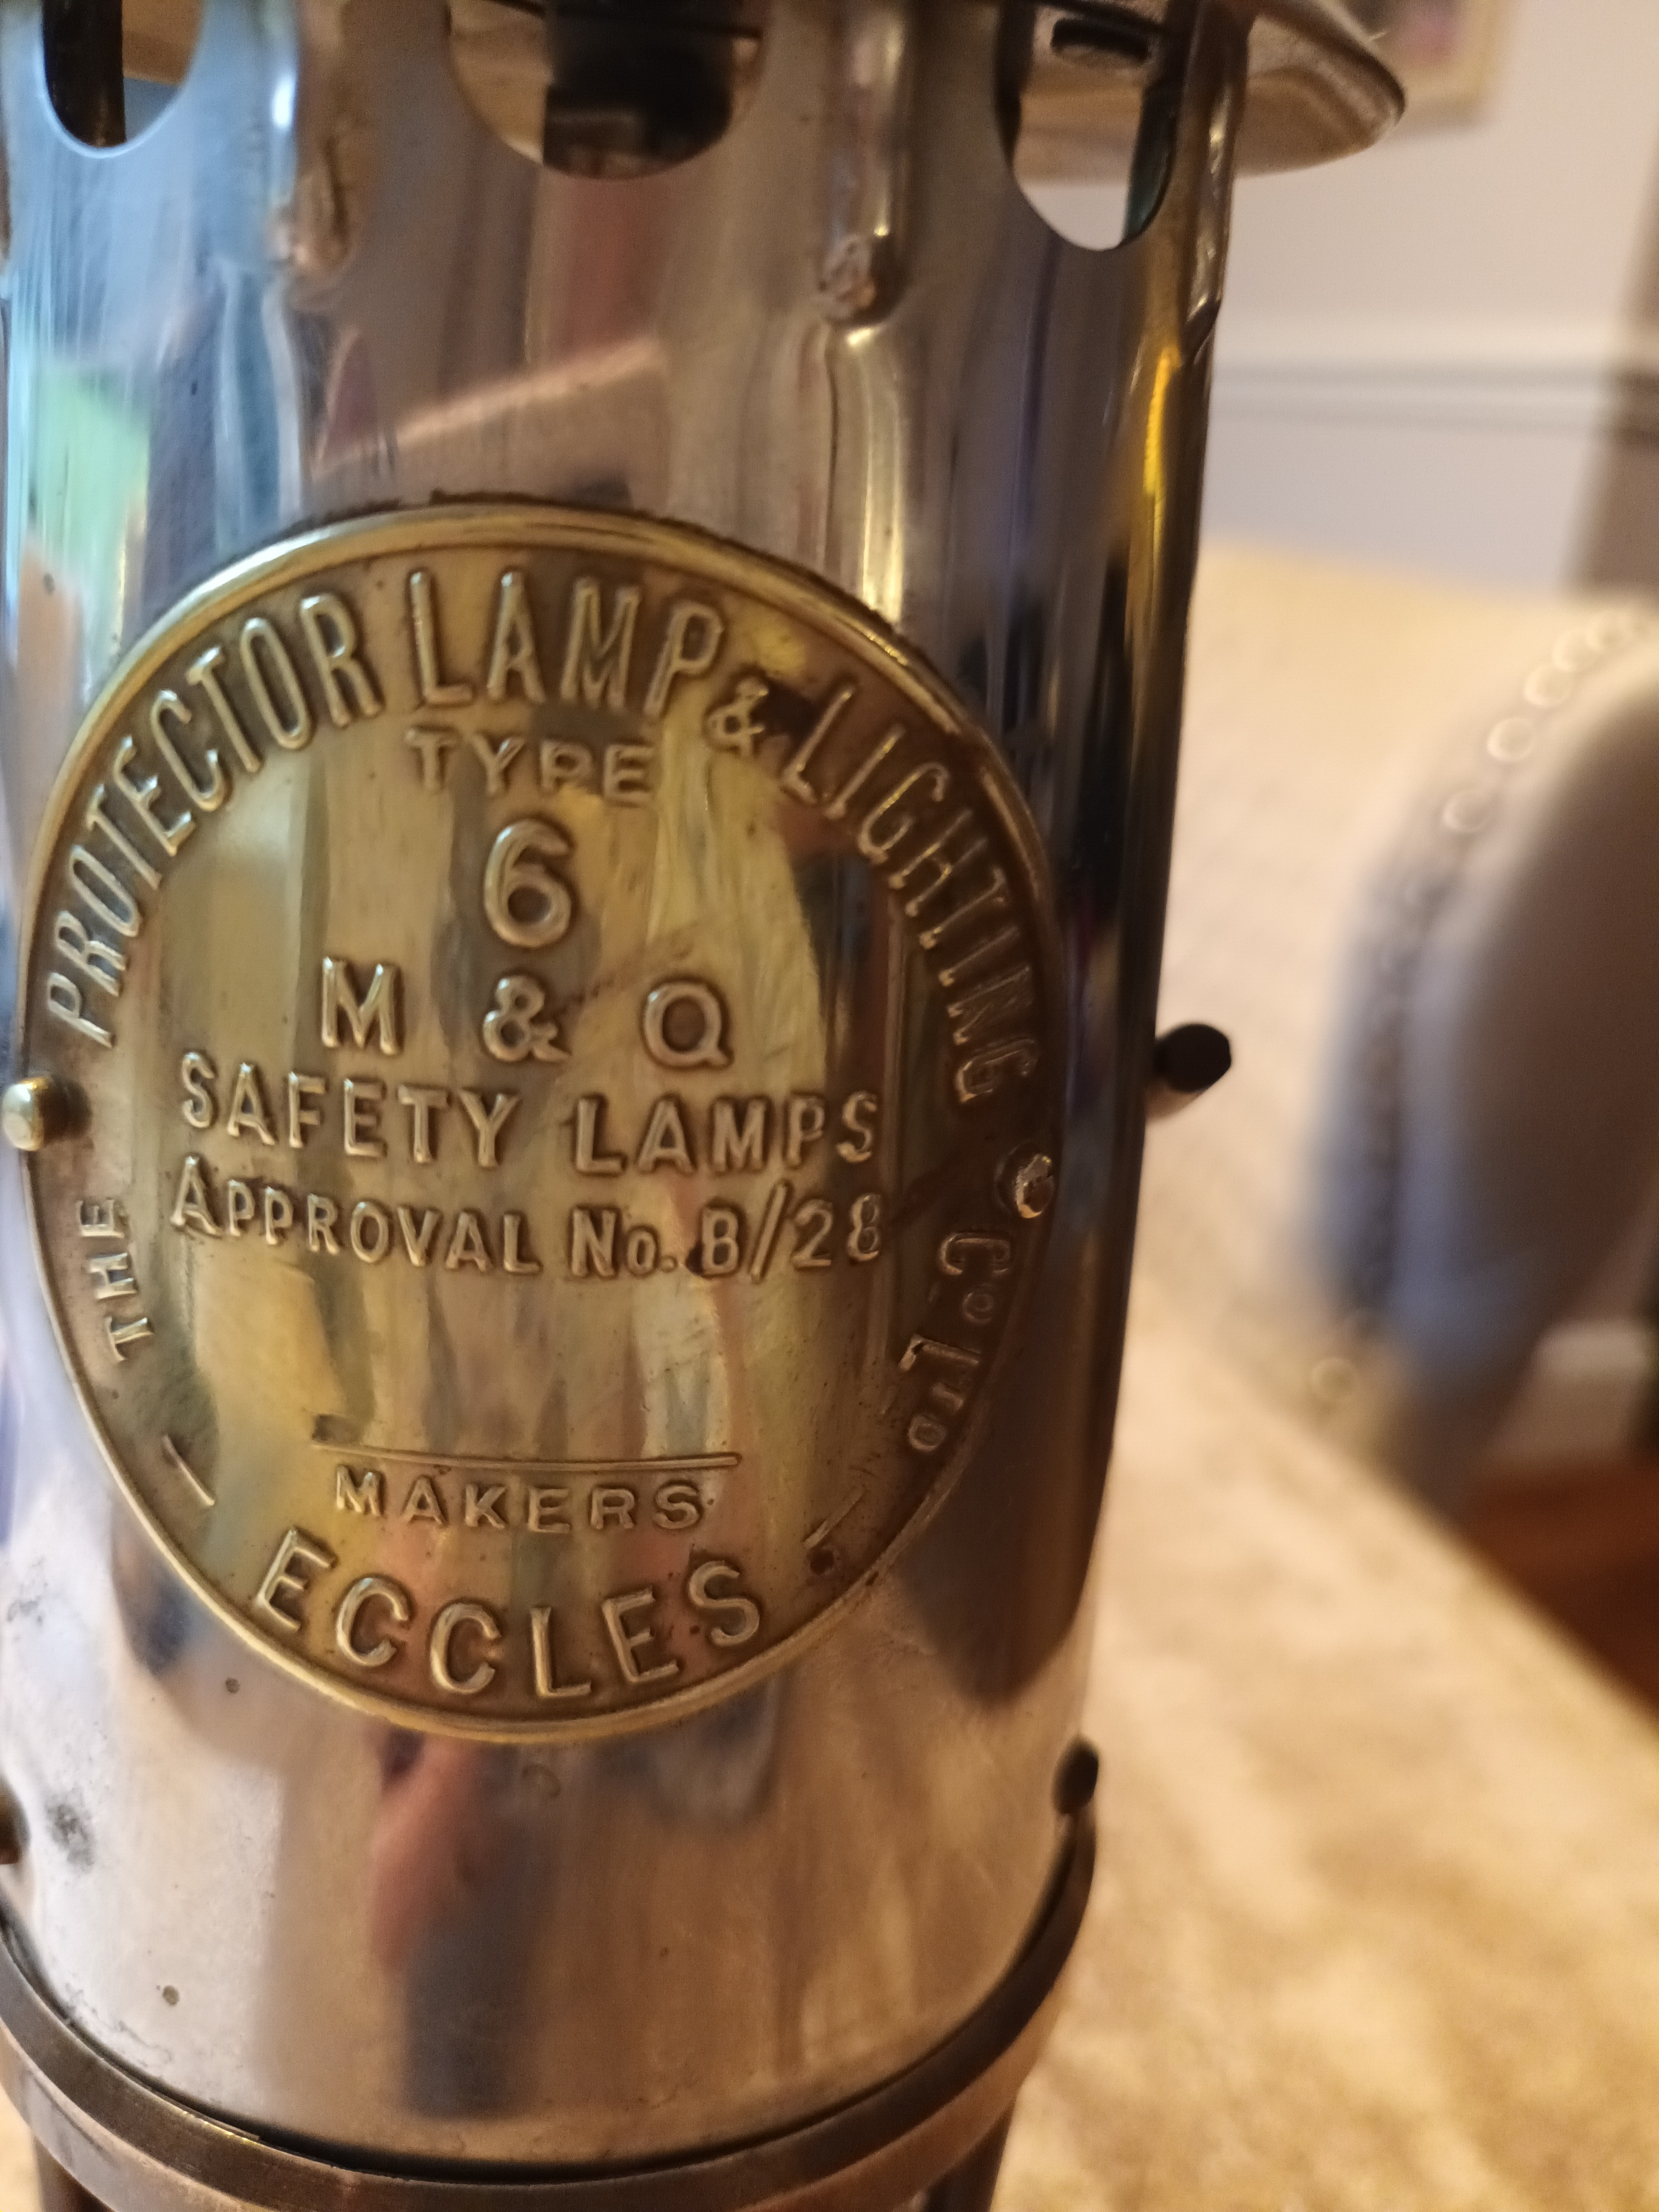 THE PROTECTOR LAMP & LIGHTING Co LTD
TYPE
6
M & Q
SAFETY LAMPS
APPROVAL No. B/28
MAKERS
ECCLES